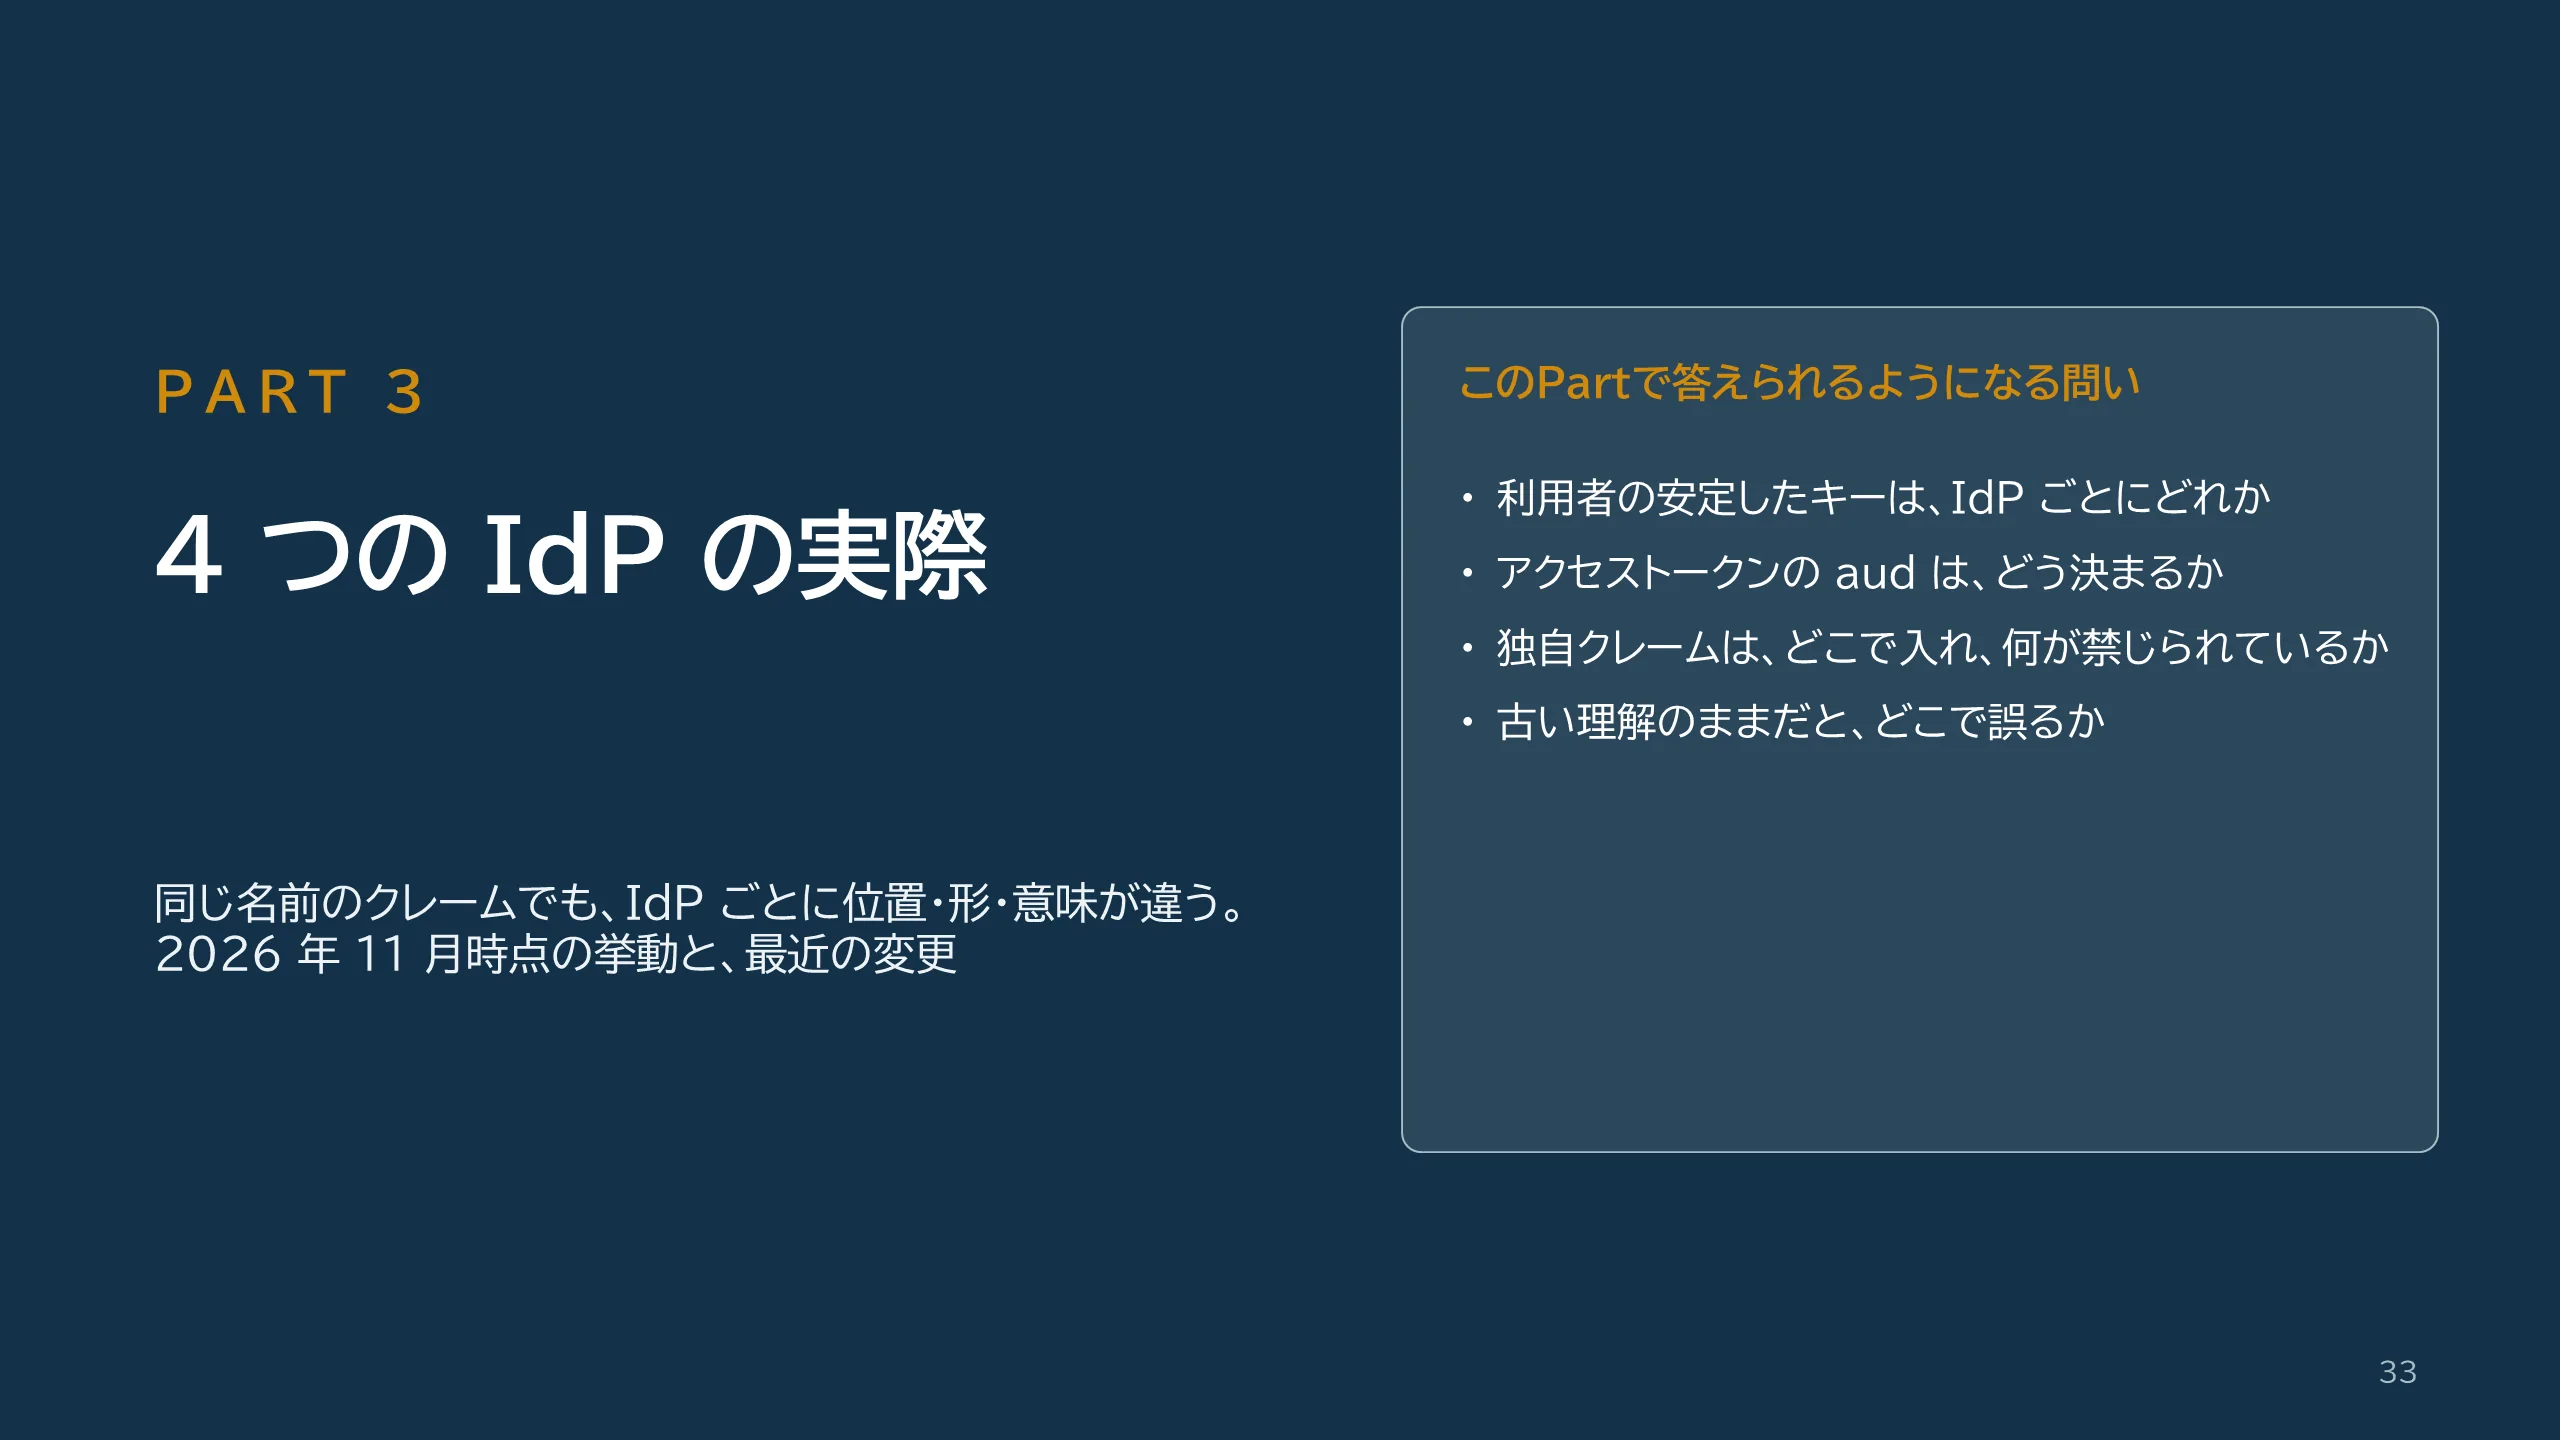 PART 3
4 つの IdP の実際
同じ名前のクレームでも、IdP ごとに位置・形・意味が違う。
2026 年 11 月時点の挙動と、最近の変更
このPartで答えられるようになる問い
• 利用者の安定したキーは、IdP ごとにどれか
• アクセストークンの aud は、どう決まるか
• 独自クレームは、どこで入れ、何が禁じられているか
• 古い理解のままだと、どこで誤るか
33